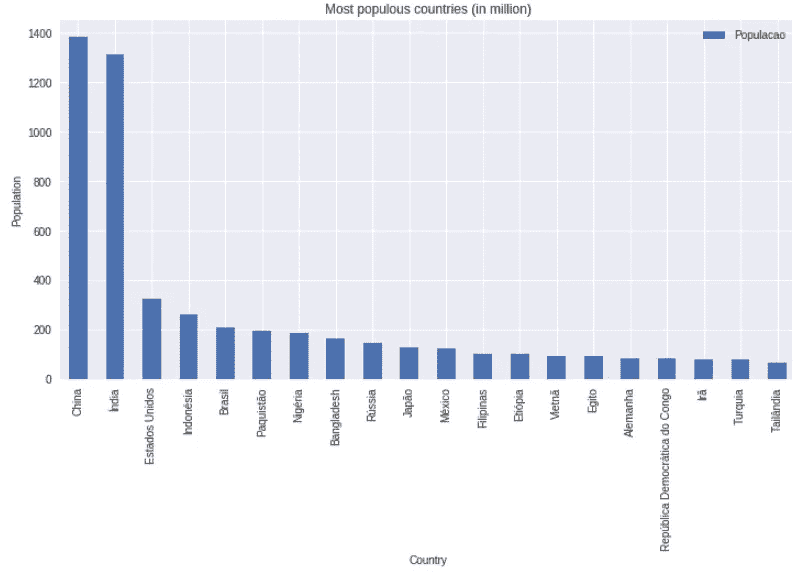 Most populous countries (in million)
Populacao
1400
1200
1000
800
600
400
200
0
Population
China
Índia
Estados Unidos
Indonésia
Brasil
Paquistão
Nigéria
Bangladesh
Rússia
Japão
México
Filipinas
Etiópia
Vietnã
Egito
Alemanha
República Democrática do Congo
Irã
Turquia
Tailândia
Country